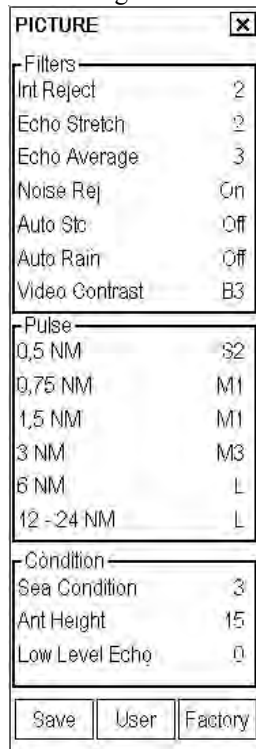 PICTURE X
Filters
Int Reject 2
Echo Stretch 2
Echo Average 3
Noise Rej On
Auto Stc Off
Auto Rain Off
Video Contrast B3
Pulse
0,5 NM S2
0,75 NM M1
1,5 NM M1
3 NM M3
6 NM L
12 - 24 NM L
Condition
Sea Condition 3
Ant Height 15
Low Level Echo 0
Save User Factory